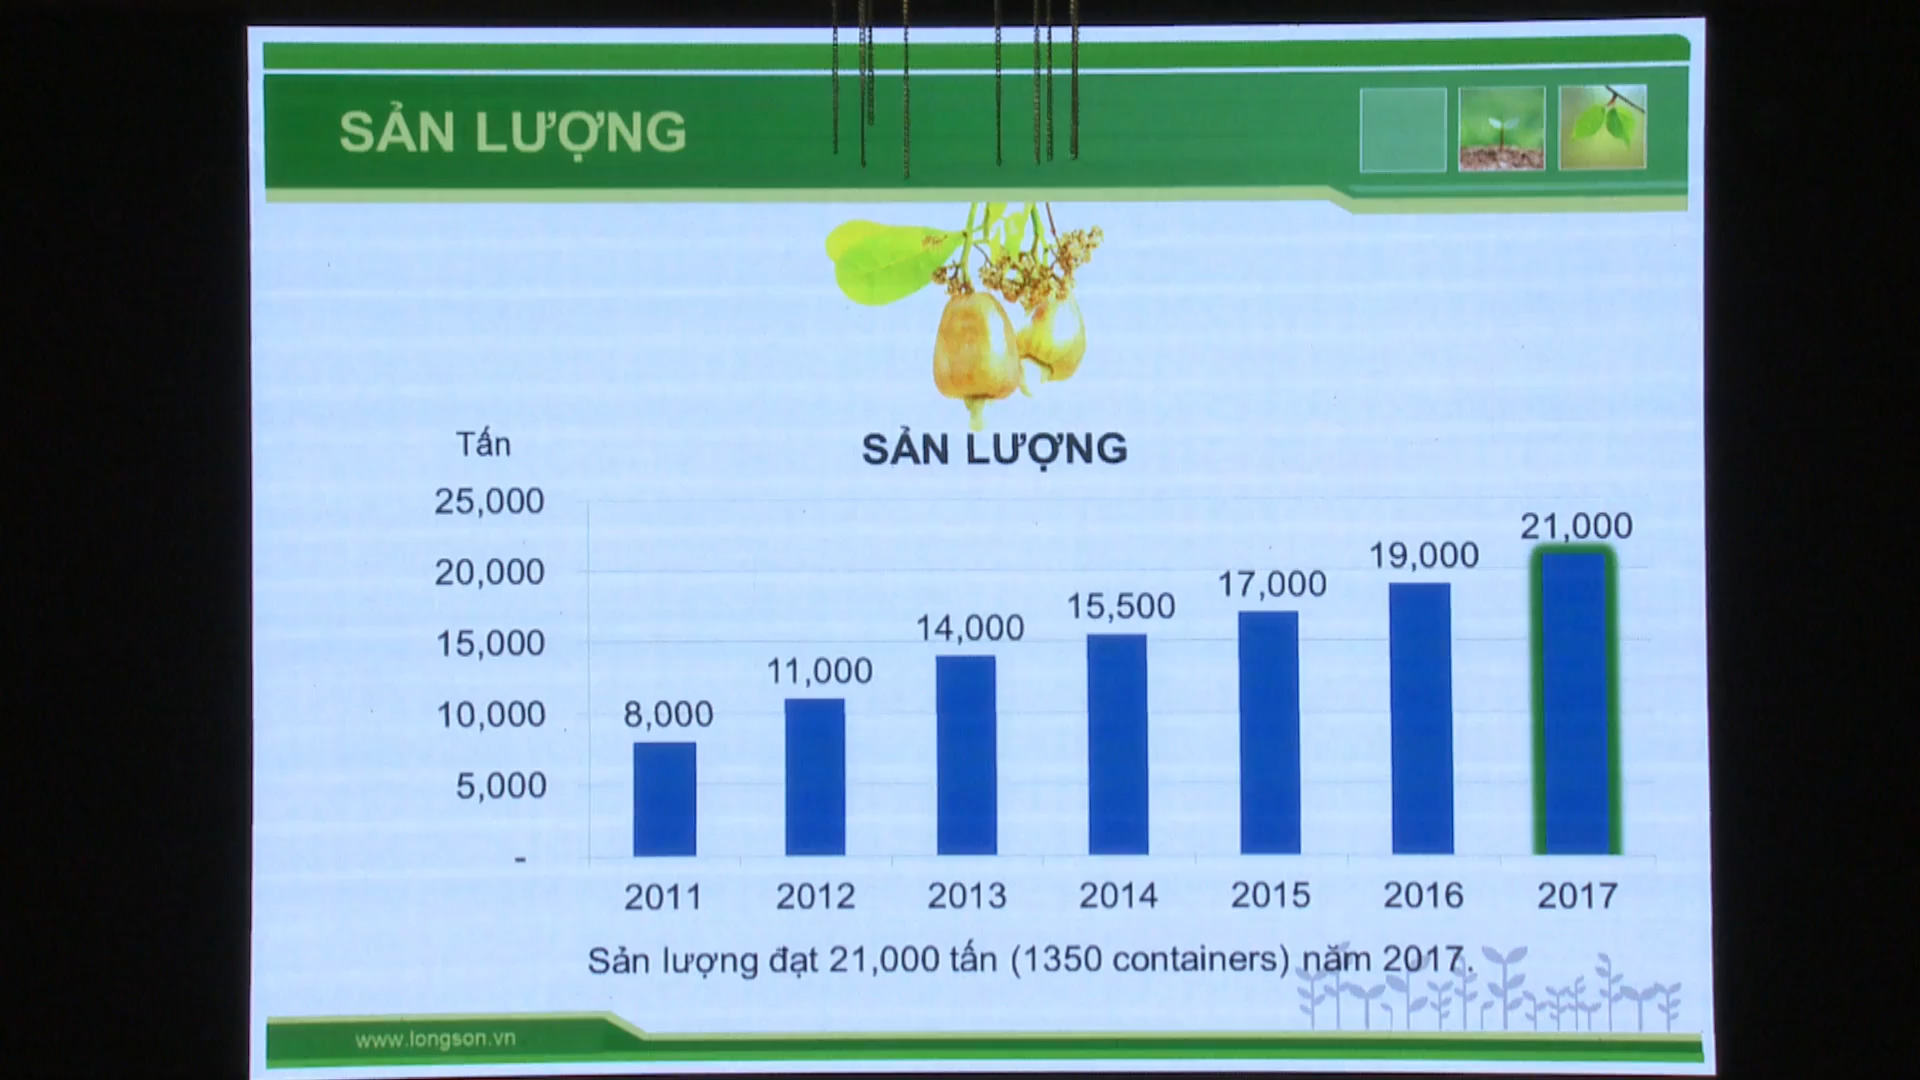 SẢN LƯỢNG
SẢN LƯỢNG
Tấn
25,000
20,000
15,000
10,000
5,000
-
8,000
11,000
14,000
15,500
17,000
19,000
21,000
2011 2012 2013 2014 2015 2016 2017
Sản lượng đạt 21,000 tấn (1350 containers) năm 2017.
www.longson.vn